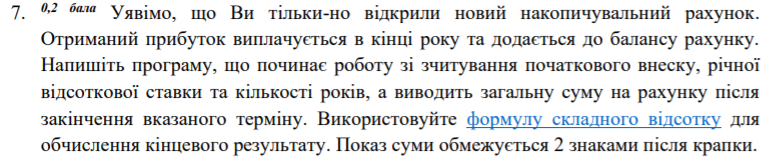 7. 0,2 бала Уявімо, що Ви тільки-но відкрили новий накопичувальний рахунок.
Отриманий прибуток виплачується в кінці року та додається до балансу рахунку.
Напишіть програму, що починає роботу зі зчитування початкового внеску, річної
відсоткової ставки та кількості років, а виводить загальну суму на рахунку після
закінчення вказаного терміну. Використовуйте формулу складного відсотку для
обчислення кінцевого результату. Показ суми обмежується 2 знаками після крапки.